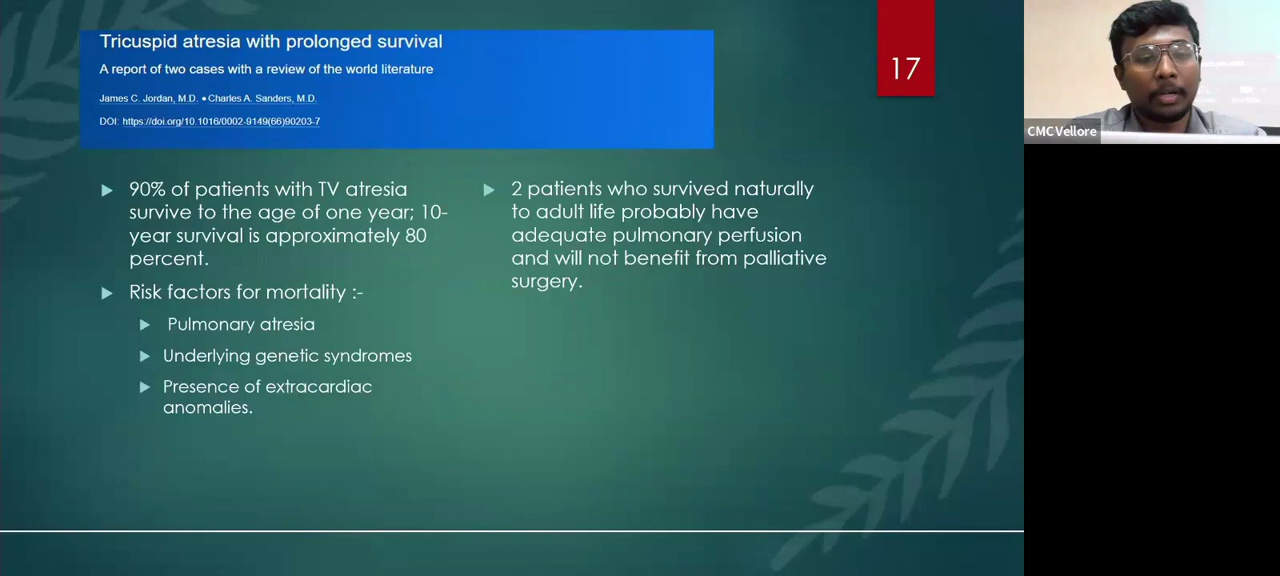 Tricuspid atresia with prolonged survival
A report of two cases with a review of the world literature
James C. Jordan, M.D. • Charles A. Sanders, M.D.
DOI: https://doi.org/10.1016/0002-9149(66)90203-7
17
CMC Vellore
90% of patients with TV atresia
survive to the age of one year; 10-
year survival is approximately 80
percent.
Risk factors for mortality :-
Pulmonary atresia
Underlying genetic syndromes
Presence of extracardiac
anomalies.
2 patients who survived naturally
to adult life probably have
adequate pulmonary perfusion
and will not benefit from palliative
surgery.